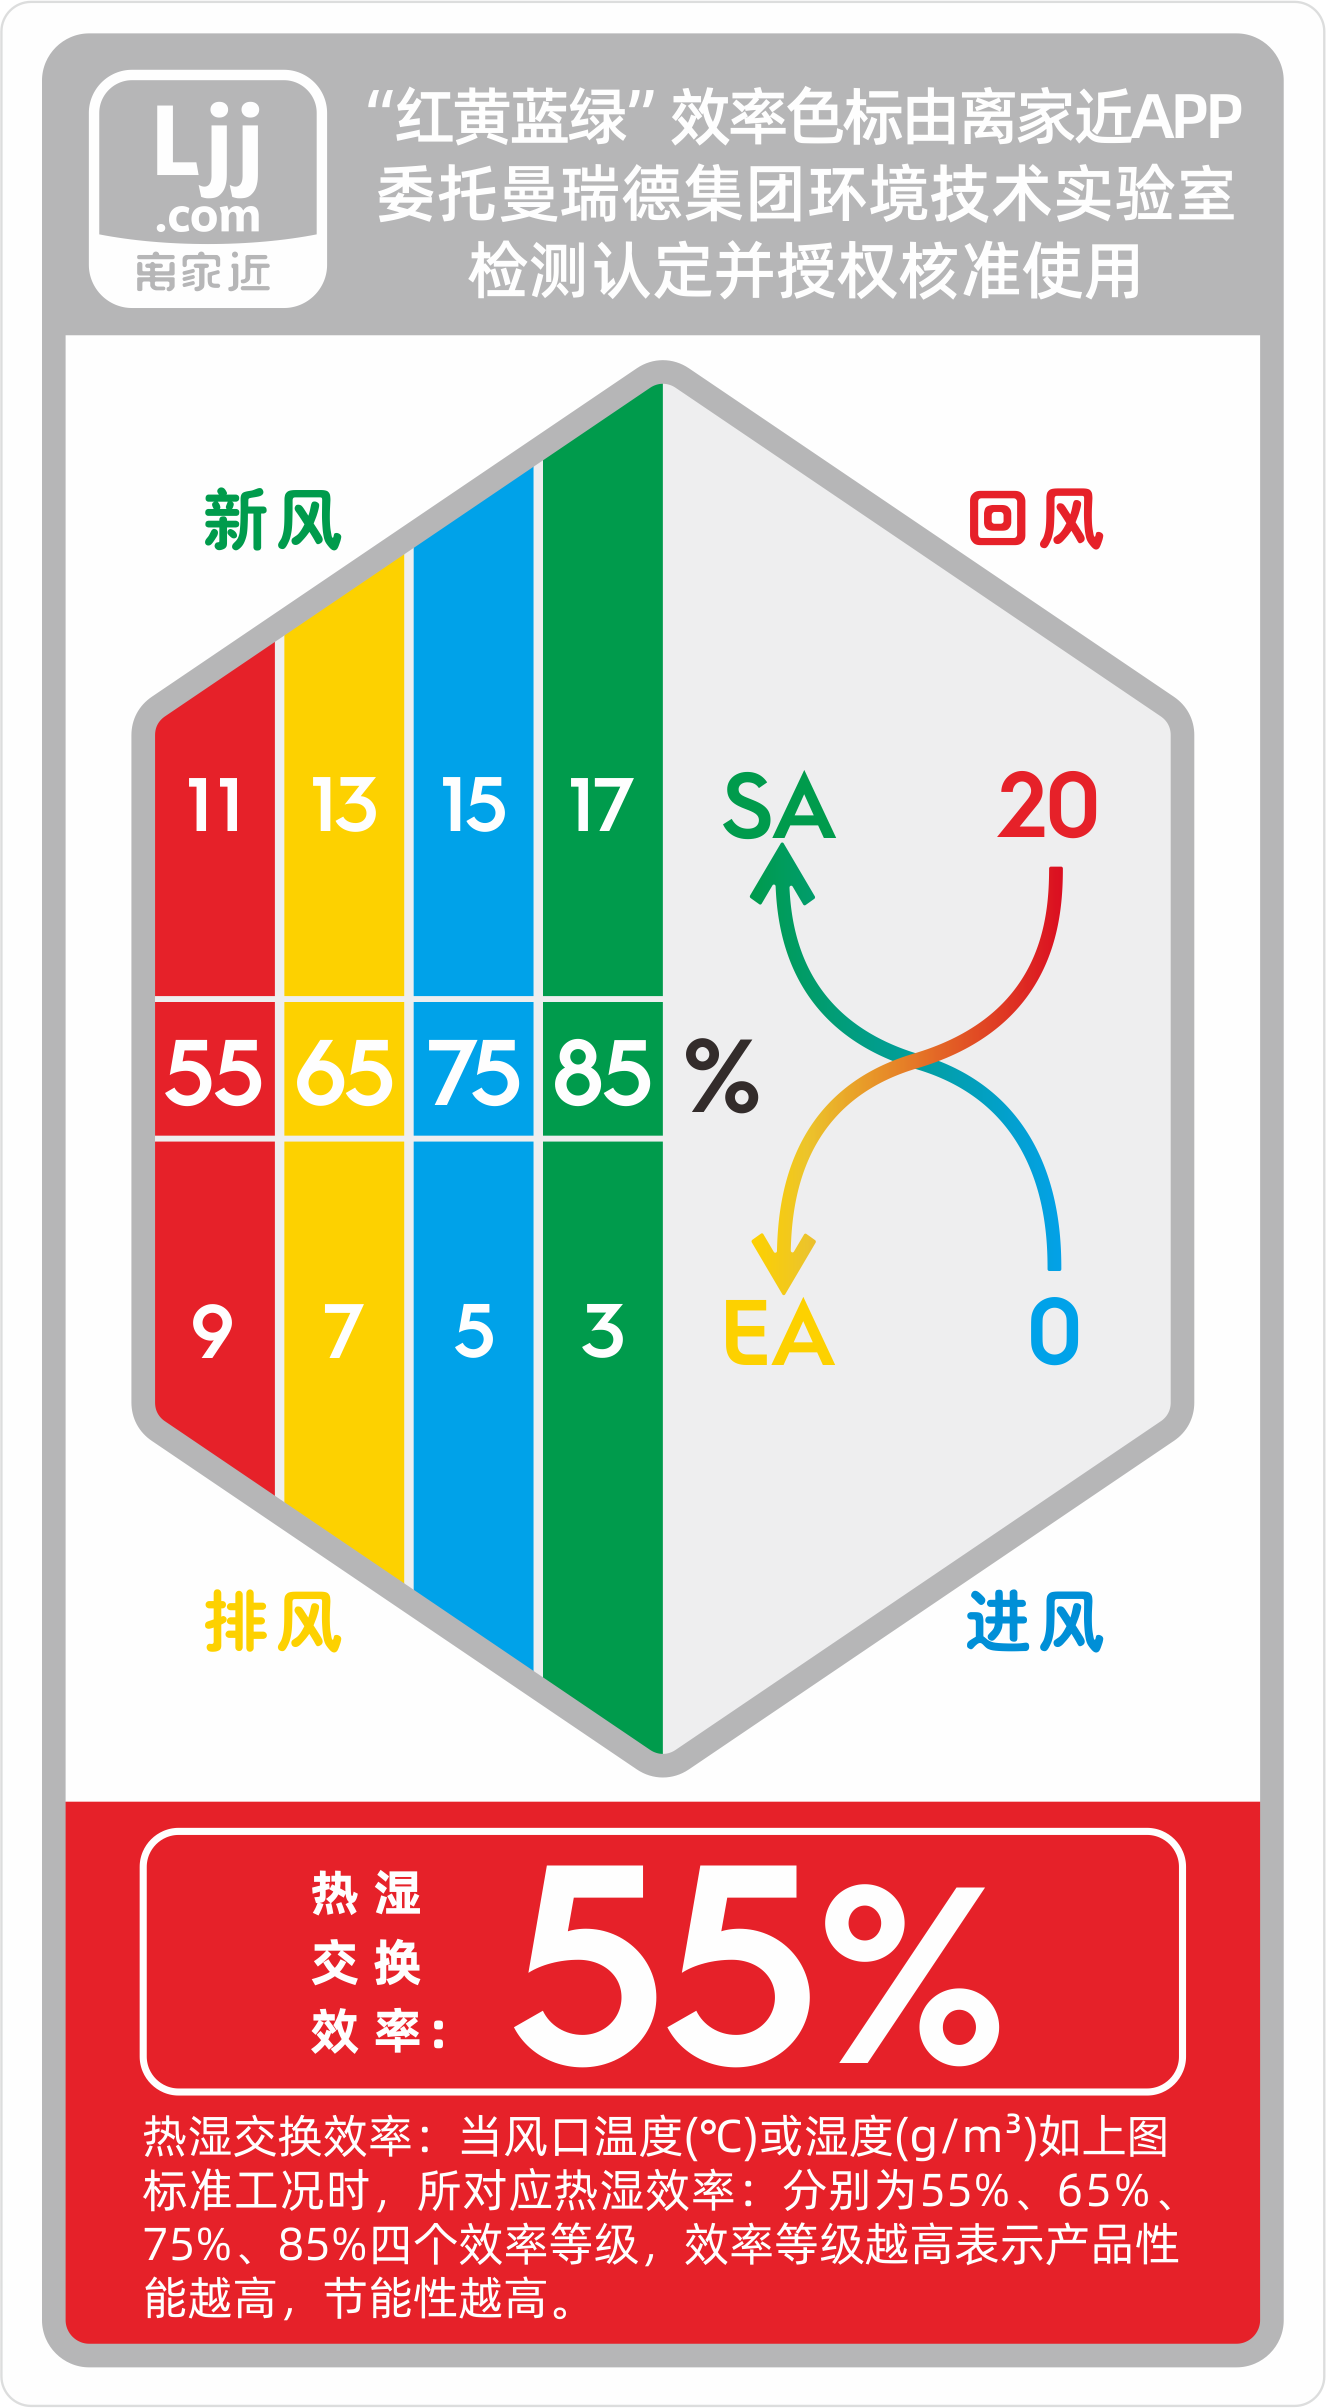 Ljj
.com
离家近
“红黄蓝绿”效率色标由离家近APP
委托曼瑞德集团环境技术实验室
检测认定并授权核准使用
新风
回风
11 13 15 17 SA 20
55 65 75 85 %
9 7 5 3 EA 0
排风
进风
热湿
交换
效率：
55%
热湿交换效率：当风口温度(℃)或湿度(g/m³)如上图
标准工况时，所对应热湿效率：分别为55%、65%、
75%、85%四个效率等级，效率等级越高表示产品性
能越高，节能性越高。